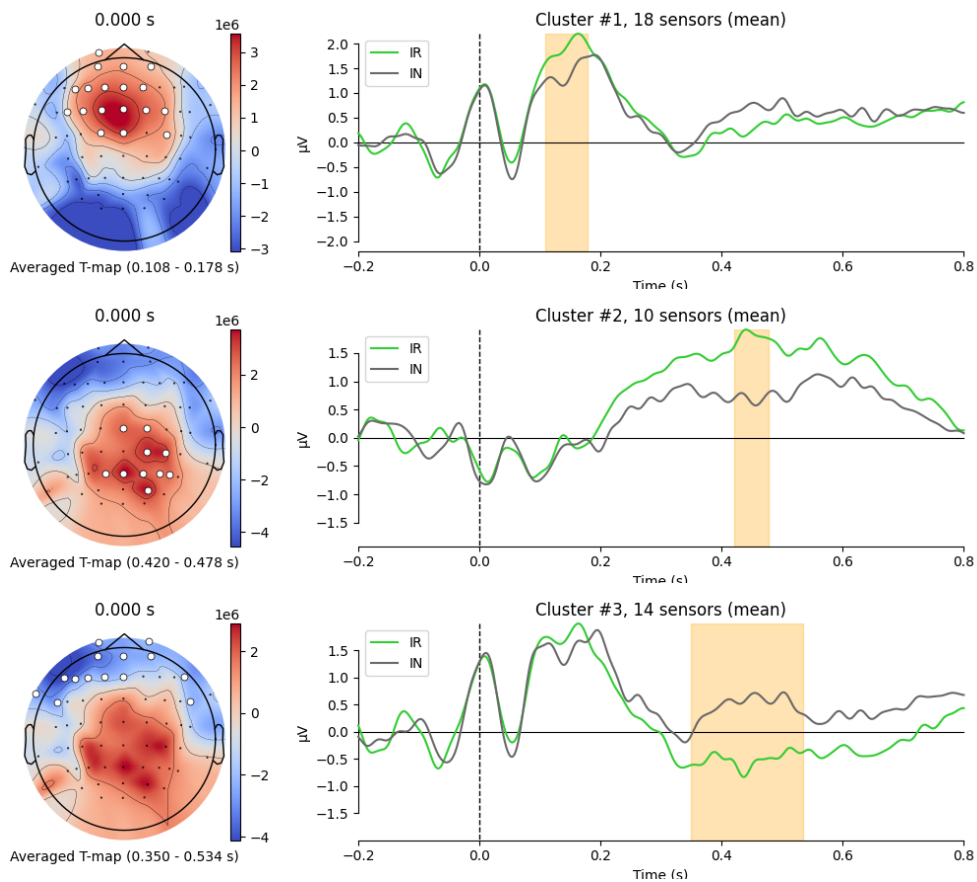 0.000 s
1e6
3
2
1
0
−1
−2
−3
Averaged T-map (0.108 - 0.178 s)
Cluster #1, 18 sensors (mean)
IR
IN
µV
2.0
1.5
1.0
0.5
0.0
−0.5
−1.0
−1.5
−2.0
−0.2 0.0 0.2 0.4 0.6 0.8
Time (s)
0.000 s
1e6
2
0
−2
−4
Averaged T-map (0.420 - 0.478 s)
Cluster #2, 10 sensors (mean)
IR
IN
µV
1.5
1.0
0.5
0.0
−0.5
−1.0
−1.5
−0.2 0.0 0.2 0.4 0.6 0.8
Time (s)
0.000 s
1e6
2
0
−2
−4
Averaged T-map (0.350 - 0.534 s)
Cluster #3, 14 sensors (mean)
IR
IN
µV
1.5
1.0
0.5
0.0
−0.5
−1.0
−1.5
−0.2 0.0 0.2 0.4 0.6 0.8
Time (s)